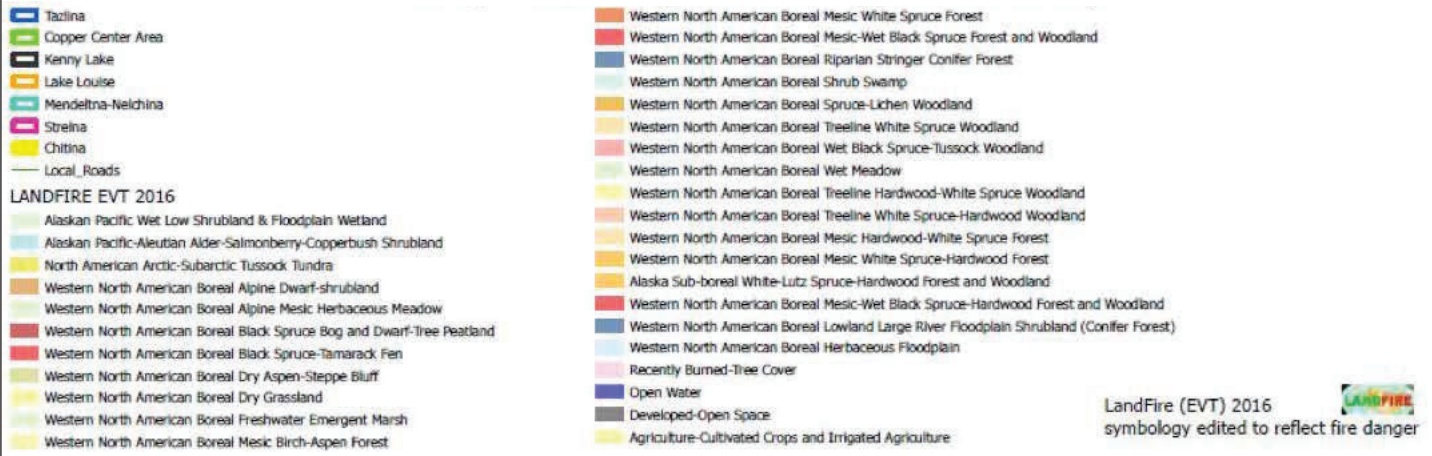 Tazlina
Copper Center Area
Kenny Lake
Lake Louise
Mendeltna-Nelchina
Strelna
Chitina
Local_Roads
LANDFIRE EVT 2016
Alaskan Pacific Wet Low Shrubland & Floodplain Wetland
Alaskan Pacific-Aleutian Alder-Salmonberry-Copperbush Shrubland
North American Arctic-Subarctic Tussock Tundra
Western North American Boreal Alpine Dwarf-shrubland
Western North American Boreal Alpine Mesic Herbaceous Meadow
Western North American Boreal Black Spruce Bog and Dwarf-Tree Peatland
Western North American Boreal Black Spruce-Tamarack Fen
Western North American Boreal Dry Aspen-Steppe Bluff
Western North American Boreal Dry Grassland
Western North American Boreal Freshwater Emergent Marsh
Western North American Boreal Mesic Birch-Aspen Forest
Western North American Boreal Mesic White Spruce Forest
Western North American Boreal Mesic-Wet Black Spruce Forest and Woodland
Western North American Boreal Riparian Stringer Conifer Forest
Western North American Boreal Shrub Swamp
Western North American Boreal Spruce-Lichen Woodland
Western North American Boreal Treeline White Spruce Woodland
Western North American Boreal Wet Black Spruce-Tussock Woodland
Western North American Boreal Wet Meadow
Western North American Boreal Treeline Hardwood-White Spruce Woodland
Western North American Boreal Treeline White Spruce-Hardwood Woodland
Western North American Boreal Mesic Hardwood-White Spruce Forest
Western North American Boreal Mesic White Spruce-Hardwood Forest
Alaska Sub-boreal White-Lutz Spruce-Hardwood Forest and Woodland
Western North American Boreal Mesic-Wet Black Spruce-Hardwood Forest and Woodland
Western North American Boreal Lowland Large River Floodplain Shrubland (Conifer Forest)
Western North American Boreal Herbaceous Floodplain
Recently Burned-Tree Cover
Open Water
Developed-Open Space
Agriculture-Cultivated Crops and Irrigated Agriculture
LANDFIRE
LandFire (EVT) 2016
symbology edited to reflect fire danger